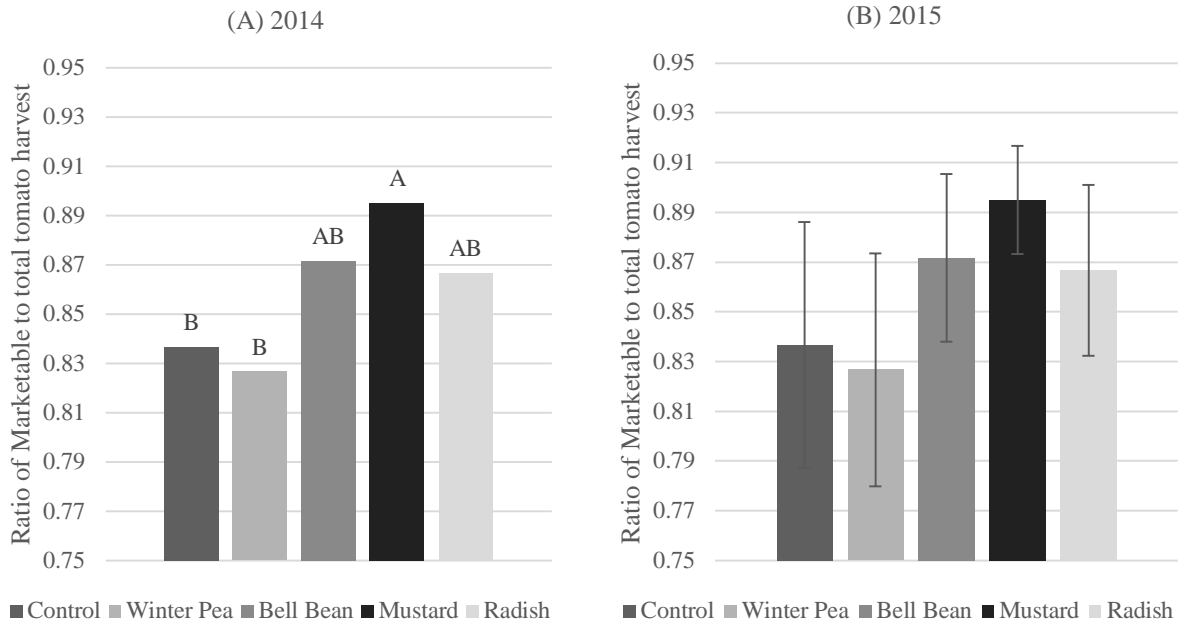 (A) 2014
Ratio of Marketable to total tomato harvest
0.95
0.93
0.91
0.89
0.87
0.85
0.83
0.81
0.79
0.77
0.75
B
B
AB
A
AB
Control Winter Pea Bell Bean Mustard Radish
(B) 2015
Ratio of Marketable to total tomato harvest
0.95
0.93
0.91
0.89
0.87
0.85
0.83
0.81
0.79
0.77
0.75
Control Winter Pea Bell Bean Mustard Radish